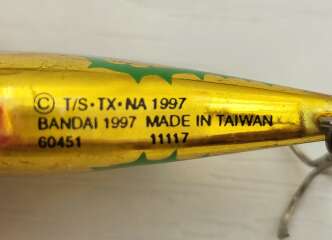 © T/S•TX•NA 1997
BANDAI 1997 MADE IN TAIWAN
60451 11117